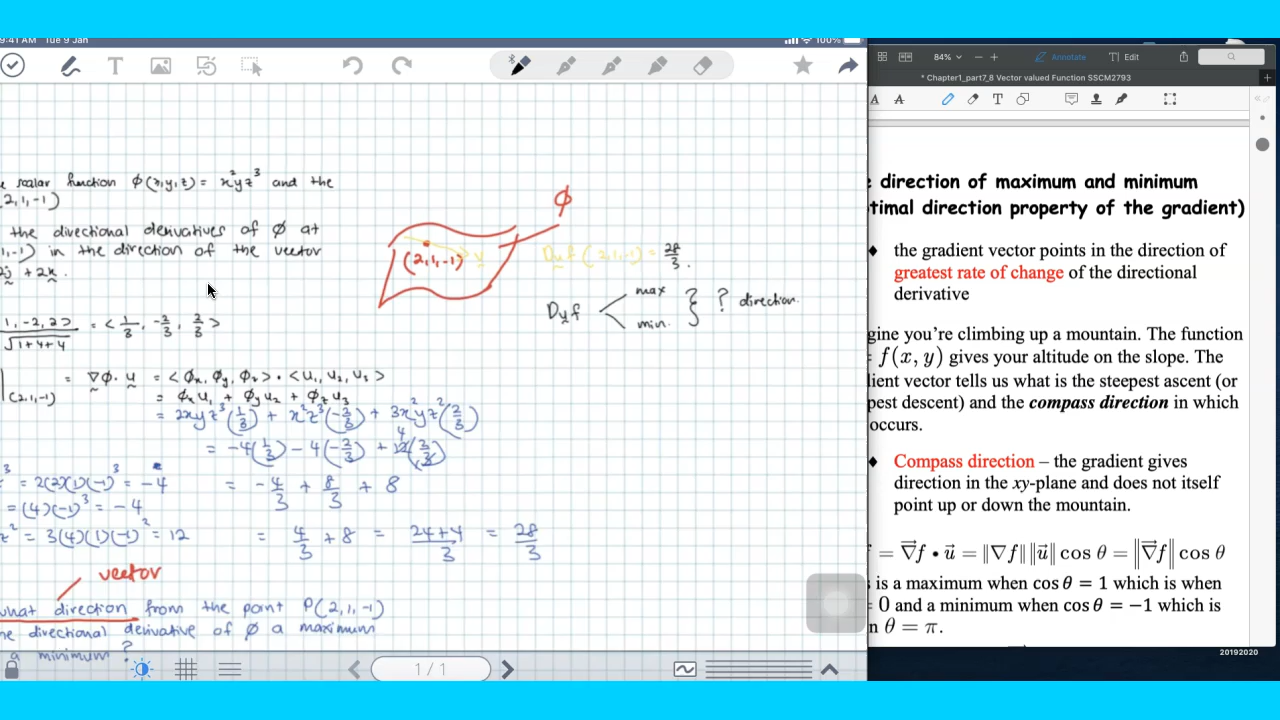 9:41 AM Tue 9 Jan
100%
84%
Annotate
Edit
* Chapter1_part7_8 Vector valued Function SSCM2793
e scalar function φ(x,y,z) = x²yz³ and the
2,1,-1)
the directional derivatives of φ at
1,-1) in the direction of the vector
2j + 2k.
1,-2,2> / √1+4+4 = <1/3, -2/3, 2/3>
|(2,1,-1) = ∇φ·u = <φx, φy, φz>·<u1, u2, u3>
= φx u1 + φy u2 + φz u3
= 2xyz³(1/3) + x²z³(-2/3) + 3x²yz²(2/3)
= -4(1/3) - 4(-2/3) + 12(2/3)
4
³ = 2(2)(1)(-1)³ = -4
= -4/3 + 8/3 + 8
= (4)(-1)³ = -4
z² = 3(4)(1)(-1)² = 12
= 4/3 + 8 = 24+4/3 = 28/3
vector
what direction from the point P(2,1,-1)
he directional derivative of φ a maximum
a minimum?
φ
(2,1,-1)
u
Duf(2,1,-1) = 28/3.
Duf < max
min. } ? direction.
1 / 1
e direction of maximum and minimum
timal direction property of the gradient)
♦ the gradient vector points in the direction of
greatest rate of change of the directional
derivative
gine you're climbing up a mountain. The function
= f(x, y) gives your altitude on the slope. The
lient vector tells us what is the steepest ascent (or
pest descent) and the compass direction in which
occurs.
♦ Compass direction – the gradient gives
direction in the xy-plane and does not itself
point up or down the mountain.
f = ∇⃗f • u⃗ = ‖∇f‖‖u⃗‖ cos θ = ‖∇⃗f‖ cos θ
s is a maximum when cos θ = 1 which is when
= 0 and a minimum when cos θ = −1 which is
n θ = π.
20192020